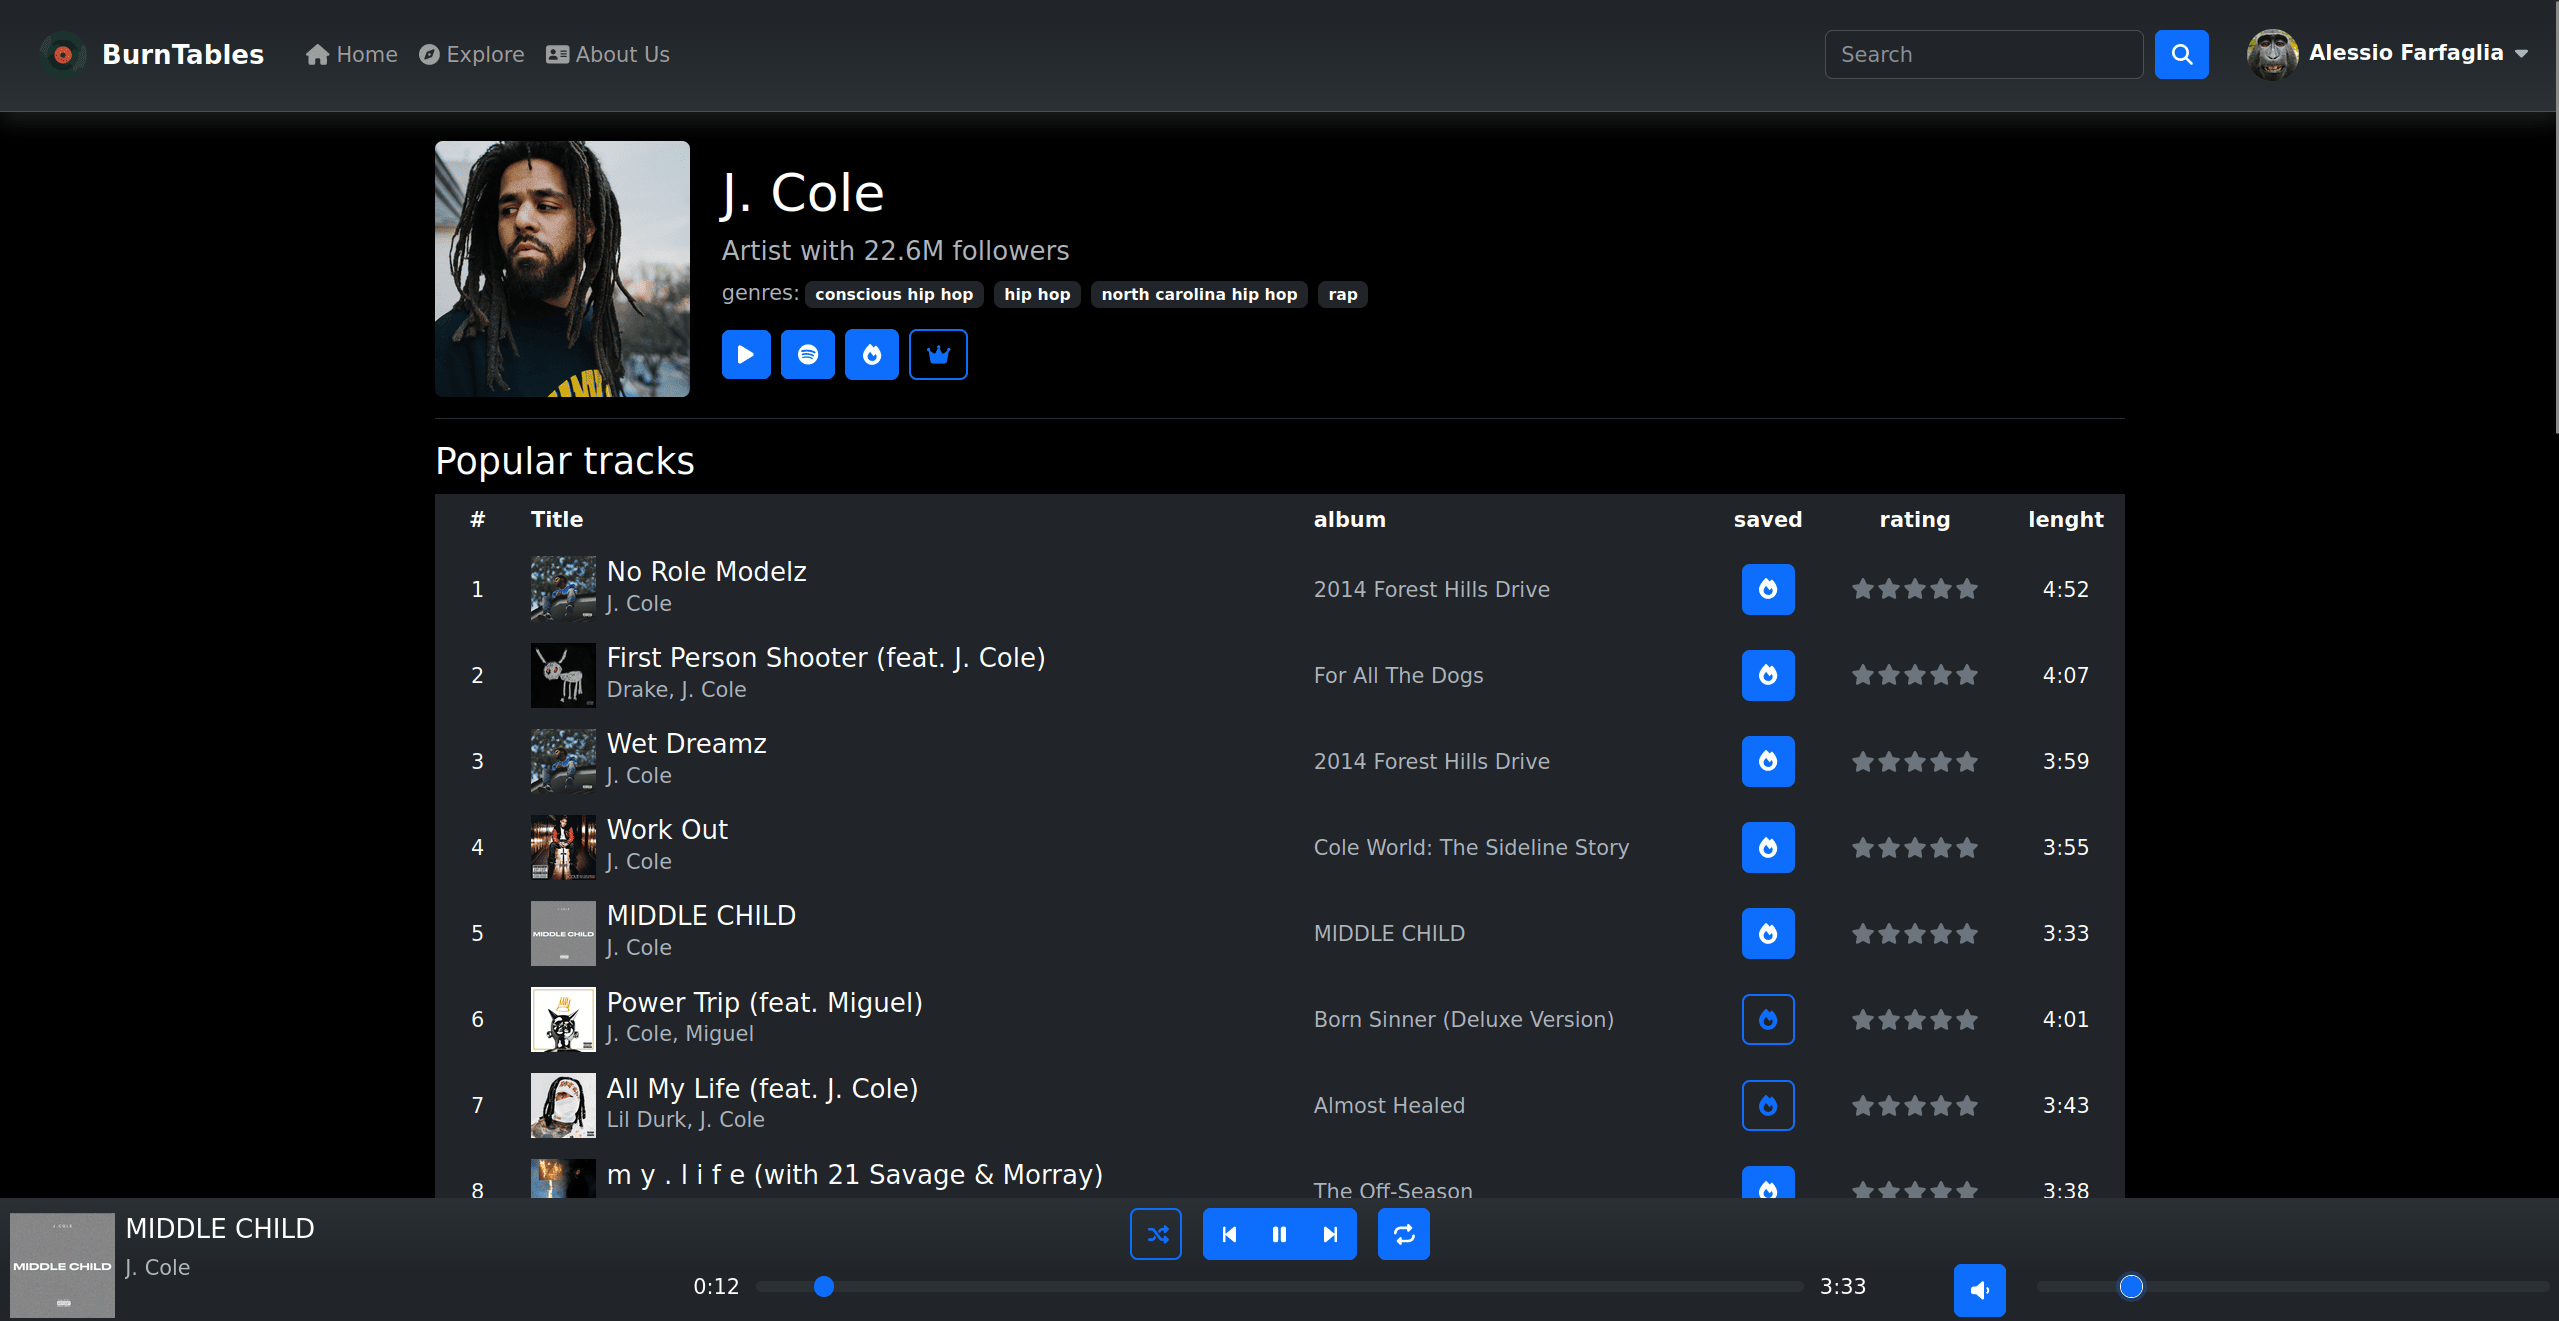 BurnTables Home Explore About Us Search Alessio Farfaglia
J. Cole
Artist with 22.6M followers
genres: conscious hip hop hip hop north carolina hip hop rap
Popular tracks
# Title album saved rating lenght
1 No Role Modelz 2014 Forest Hills Drive 4:52
J. Cole
2 First Person Shooter (feat. J. Cole) For All The Dogs 4:07
Drake, J. Cole
3 Wet Dreamz 2014 Forest Hills Drive 3:59
J. Cole
4 Work Out Cole World: The Sideline Story 3:55
J. Cole
5 MIDDLE CHILD MIDDLE CHILD 3:33
J. Cole
MIDDLE CHILD
6 Power Trip (feat. Miguel) Born Sinner (Deluxe Version) 4:01
J. Cole, Miguel
7 All My Life (feat. J. Cole) Almost Healed 3:43
Lil Durk, J. Cole
8 m y . l i f e (with 21 Savage & Morray) The Off-Season 3:38
MIDDLE CHILD
J. Cole
J. COLE
MIDDLE CHILD
0:12 3:33